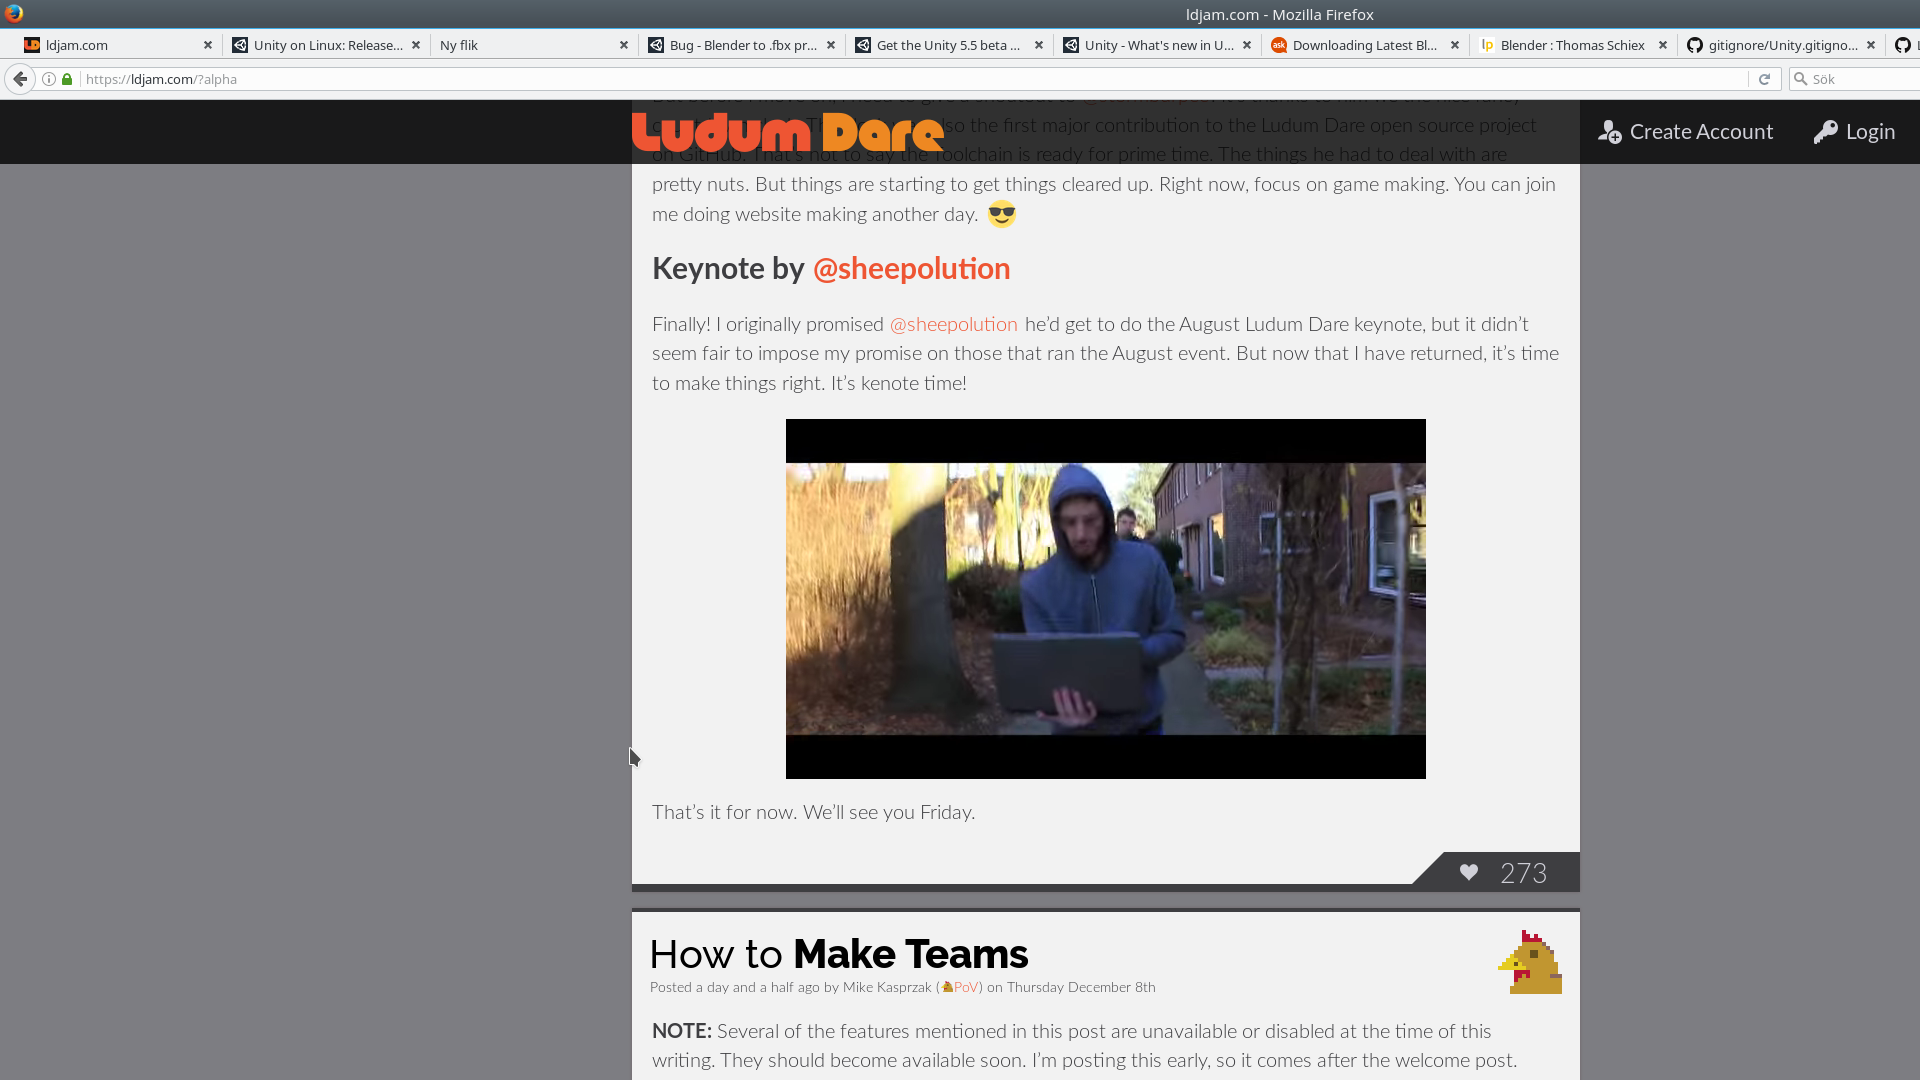 ldjam.com - Mozilla Firefox
ldjam.com
Unity on Linux: Release...
Ny flik
Bug - Blender to .fbx pr...
Get the Unity 5.5 beta ...
Unity - What's new in U...
Downloading Latest Bl...
Blender : Thomas Schiex
gitignore/Unity.gitigno...
https://ldjam.com/?alpha
Sök
Ludum Dare
Create Account
Login
also the first major contribution to the Ludum Dare open source project
on GitHub. That's not to say the Toolchain is ready for prime time. The things he had to deal with are
pretty nuts. But things are starting to get things cleared up. Right now, focus on game making. You can join
me doing website making another day.
Keynote by @sheepolution
Finally! I originally promised @sheepolution he’d get to do the August Ludum Dare keynote, but it didn’t
seem fair to impose my promise on those that ran the August event. But now that I have returned, it’s time
to make things right. It’s kenote time!
That’s it for now. We’ll see you Friday.
273
How to Make Teams
Posted a day and a half ago by Mike Kasprzak (PoV) on Thursday December 8th
NOTE: Several of the features mentioned in this post are unavailable or disabled at the time of this
writing. They should become available soon. I’m posting this early, so it comes after the welcome post.